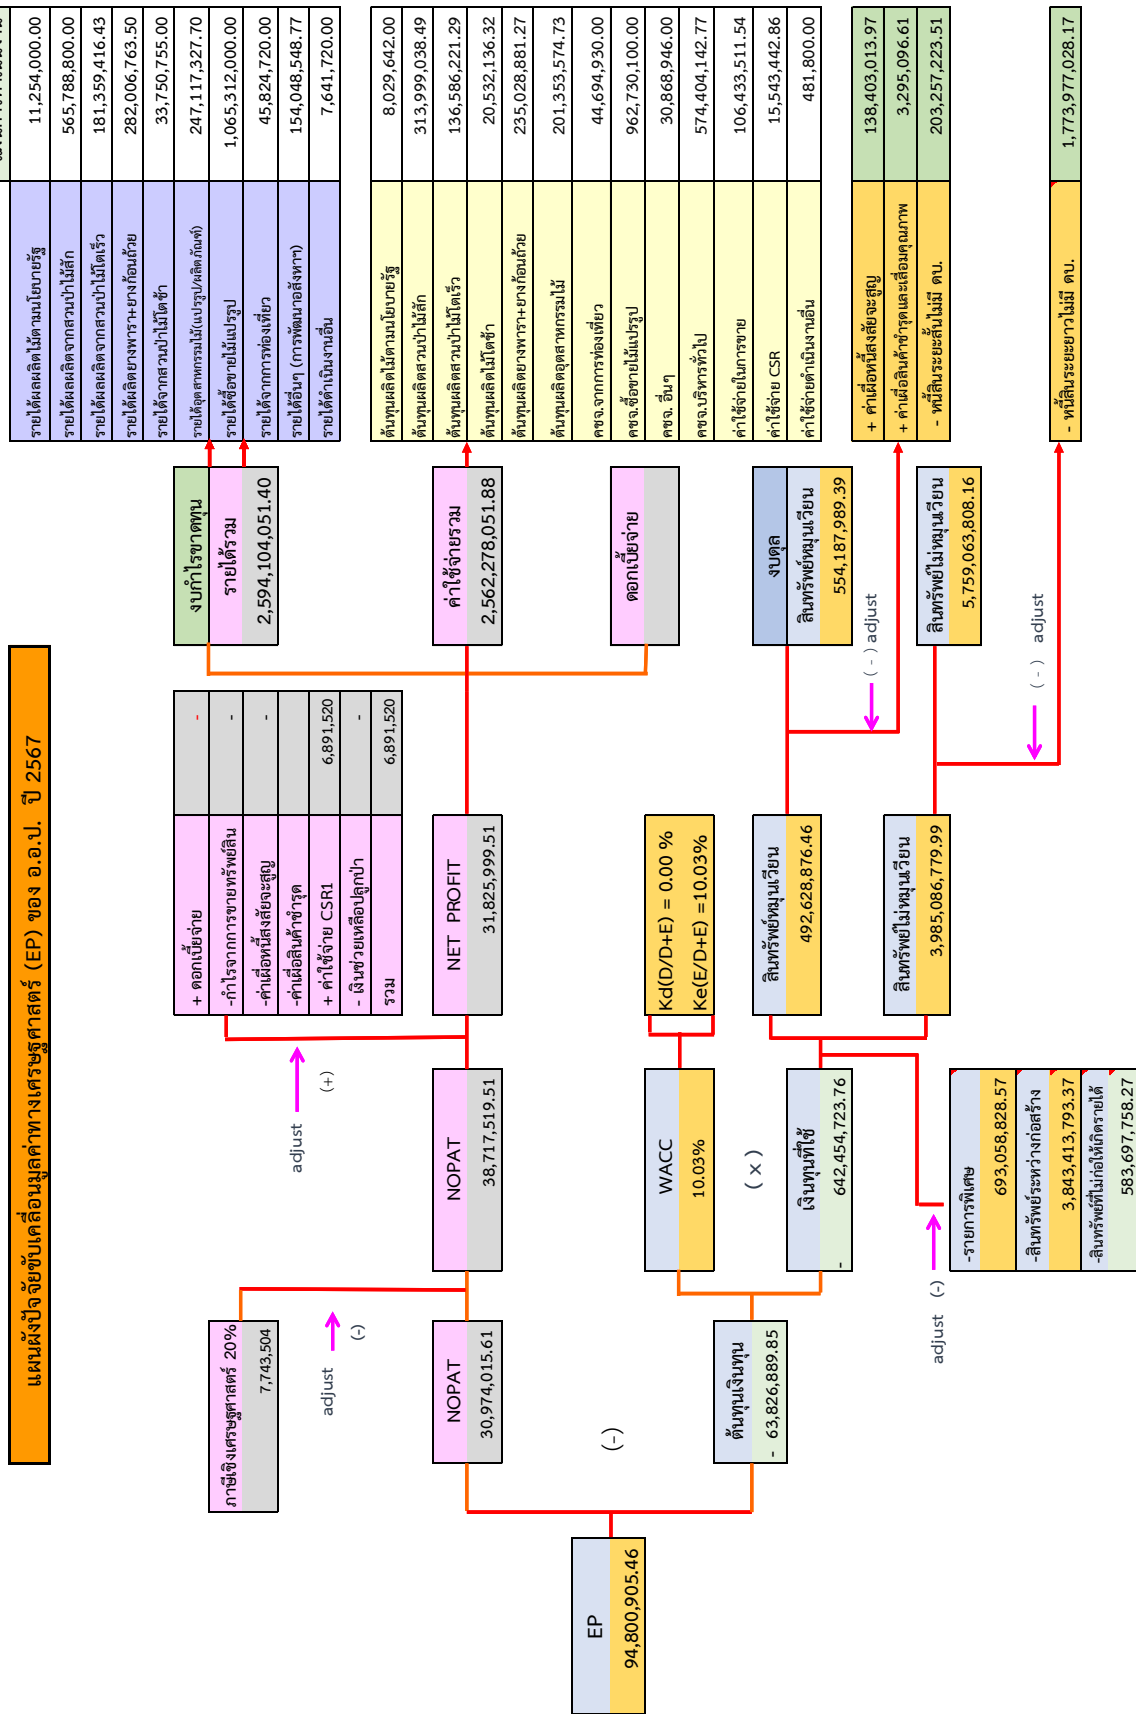 แผนผังปัจจัยขับเคลื่อนมูลค่าทางเศรษฐศาสตร์ (EP) ของ อ.อ.ป. ปี 2567
EP
94,800,905.46
ภาษีเชิงเศรษฐศาสตร์ 20%
7,743,504
adjust
(-)
NOPAT
30,974,015.61
(-)
ต้นทุนเงินทุน
- 63,826,889.85
adjust
(+)
NOPAT
38,717,519.51
WACC
10.03%
( x )
เงินทุนที่ใช้
- 642,454,723.76
adjust (-)
-รายการพิเศษ
693,058,828.57
-สินทรัพย์ระหว่างก่อสร้าง
3,843,413,793.37
-สินทรัพย์ที่ไม่ก่อให้เกิดรายได้
583,697,758.27
+ ดอกเบี้ยจ่าย -
-กำไรจากการขายทรัพย์สิน -
-ค่าเผื่อหนี้สงสัยจะสูญ -
-ค่าเผื่อสินค้าชำรุด
+ ค่าใช้จ่าย CSR1 6,891,520
- เงินช่วยเหลือปลูกป่า -
รวม 6,891,520
NET PROFIT
31,825,999.51
Kd(D/D+E) = 0.00 %
Ke(E/D+E) =10.03%
สินทรัพย์หมุนเวียน
492,628,876.46
สินทรัพย์ไม่หมุนเวียน
3,985,086,779.99
งบกำไรขาดทุน
รายได้รวม
2,594,104,051.40
ค่าใช้จ่ายรวม
2,562,278,051.88
ดอกเบี้ยจ่าย
งบดุล
สินทรัพย์หมุนเวียน
554,187,989.39
( - ) adjust
สินทรัพย์ไม่หมุนเวียน
5,759,063,808.16
( - ) adjust
รายได้ผลผลิตไม้ตามนโยบายรัฐ 11,254,000.00
รายได้ผลผลิตจากสวนป่าไม้สัก 565,788,800.00
รายได้ผลผลิตจากสวนป่าไม้โตเร็ว 181,359,416.43
รายได้ผลิตยางพารา+ยางก้อนถ้วย 282,006,763.50
รายได้จากสวนป่าไม้โตช้า 33,750,755.00
รายได้อุตสาหกรรมไม้(แปรรูป/ผลิตภัณฑ์) 247,117,327.70
รายได้ซื้อขายไม้แปรรูป 1,065,312,000.00
รายได้จากการท่องเที่ยว 45,824,720.00
รายได้อื่นๆ (การพัฒนาอสังหาฯ) 154,048,548.77
รายได้ดำเนินงานอื่น 7,641,720.00
ต้นทุนผลิตไม้ตามนโยบายรัฐ 8,029,642.00
ต้นทุนผลิตสวนป่าไม้สัก 313,999,038.49
ต้นทุนผลิตสวนป่าไม้โตเร็ว 136,586,221.29
ต้นทุนผลิตไม้โตช้า 20,532,136.32
ต้นทุนผลิตยางพารา+ยางก้อนถ้วย 235,028,881.27
ต้นทุนผลิตอุตสาหกรรมไม้ 201,353,574.73
คชจ.จากการท่องเที่ยว 44,694,930.00
คชจ.ซื้อขายไม้แปรรูป 962,730,100.00
คชจ. อื่นๆ 30,868,946.00
คชจ.บริหารทั่วไป 574,404,142.77
ค่าใช้จ่ายในการขาย 106,433,511.54
ค่าใช้จ่าย CSR 15,543,442.86
ค่าใช้จ่ายดำเนินงานอื่น 481,800.00
+ ค่าเผื่อหนี้สงสัยจะสูญ 138,403,013.97
+ ค่าเผื่อสินค้าชำรุดและเสื่อมคุณภาพ 3,295,096.61
- หนี้สินระยะสั้นไม่มี ดบ. 203,257,223.51
- หนี้สินระยะยาวไม่มี ดบ. 1,773,977,028.17